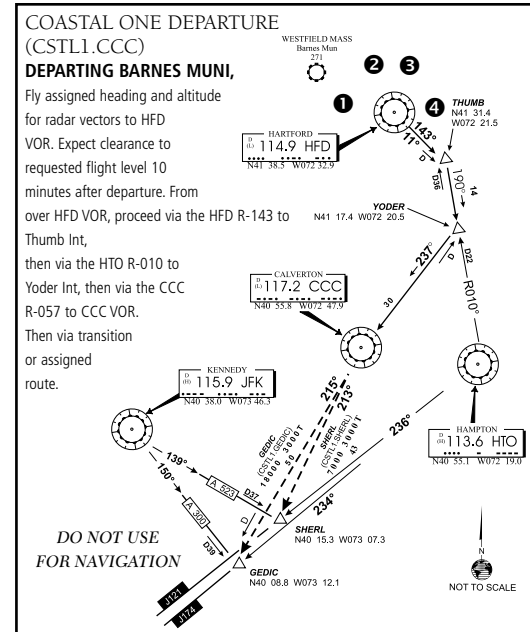 COASTAL ONE DEPARTURE
(CSTL1.CCC)
DEPARTING BARNES MUNI,
Fly assigned heading and altitude
for radar vectors to HFD
VOR. Expect clearance to
requested flight level 10
minutes after departure. From
over HFD VOR, proceed via the HFD R-143 to
Thumb Int,
then via the HTO R-010 to
Yoder Int, then via the CCC
R-057 to CCC VOR.
Then via transition
or assigned
route.
WESTFIELD MASS
Barnes Mun
271
1
2
3
4
HARTFORD
D
(L) 114.9 HFD
N41 38.5 W072 32.9
THUMB
N41 31.4
W072 21.5
143°
11°
D
D36
190°
14
YODER
N41 17.4 W072 20.5
237°
D
30
D22
R010°
CALVERTON
D
(L) 117.2 CCC
N40 55.8 W072 47.9
KENNEDY
D
(H) 115.9 JFK
N40 38.0 W073 46.3
HAMPTON
D
(H) 113.6 HTO
N40 55.1 W072 19.0
215°
213°
GEDIC
(CSTL1.GEDIC)
18000 3000T
50
SHERL
(CSTL1.SHERL)
7000 3000T
43
236°
234°
139°
A 523
D37
150°
A 300
D39
D
SHERL
N40 15.3 W073 07.3
GEDIC
N40 08.8 W073 12.1
J121
J174
DO NOT USE
FOR NAVIGATION
N
NOT TO SCALE